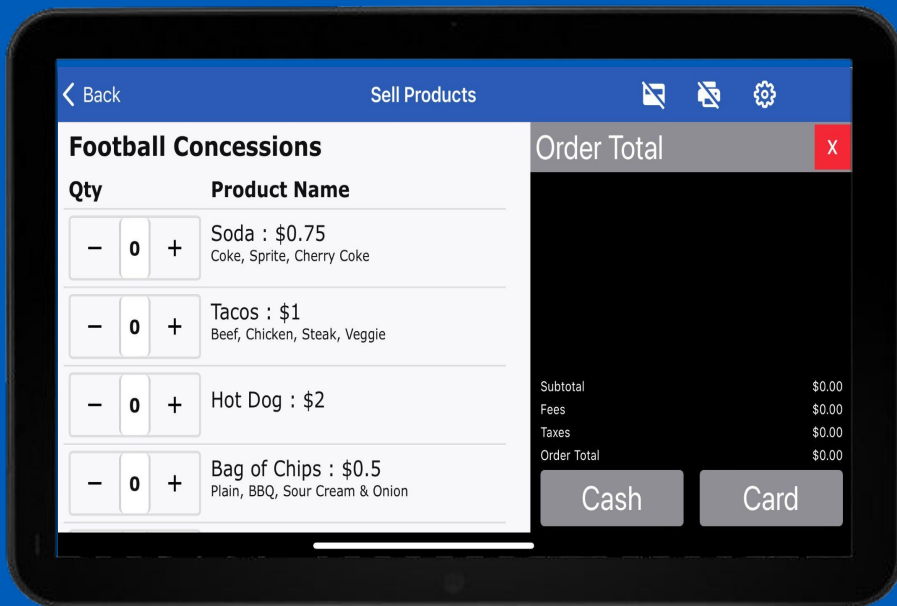 Back
Sell Products
Football Concessions
Qty Product Name
- 0 + Soda : $0.75
Coke, Sprite, Cherry Coke
- 0 + Tacos : $1
Beef, Chicken, Steak, Veggie
- 0 + Hot Dog : $2
- 0 + Bag of Chips : $0.5
Plain, BBQ, Sour Cream & Onion
Order Total X
Subtotal $0.00
Fees $0.00
Taxes $0.00
Order Total $0.00
Cash Card